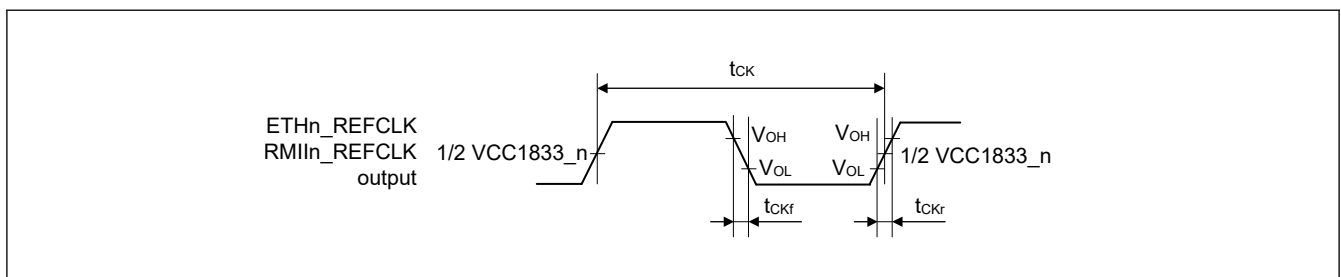 tCK
ETHn_REFCLK
RMIIn_REFCLK
output
1/2 VCC1833_n
VOH
VOL
VOH
VOL
1/2 VCC1833_n
tCKf
tCKr